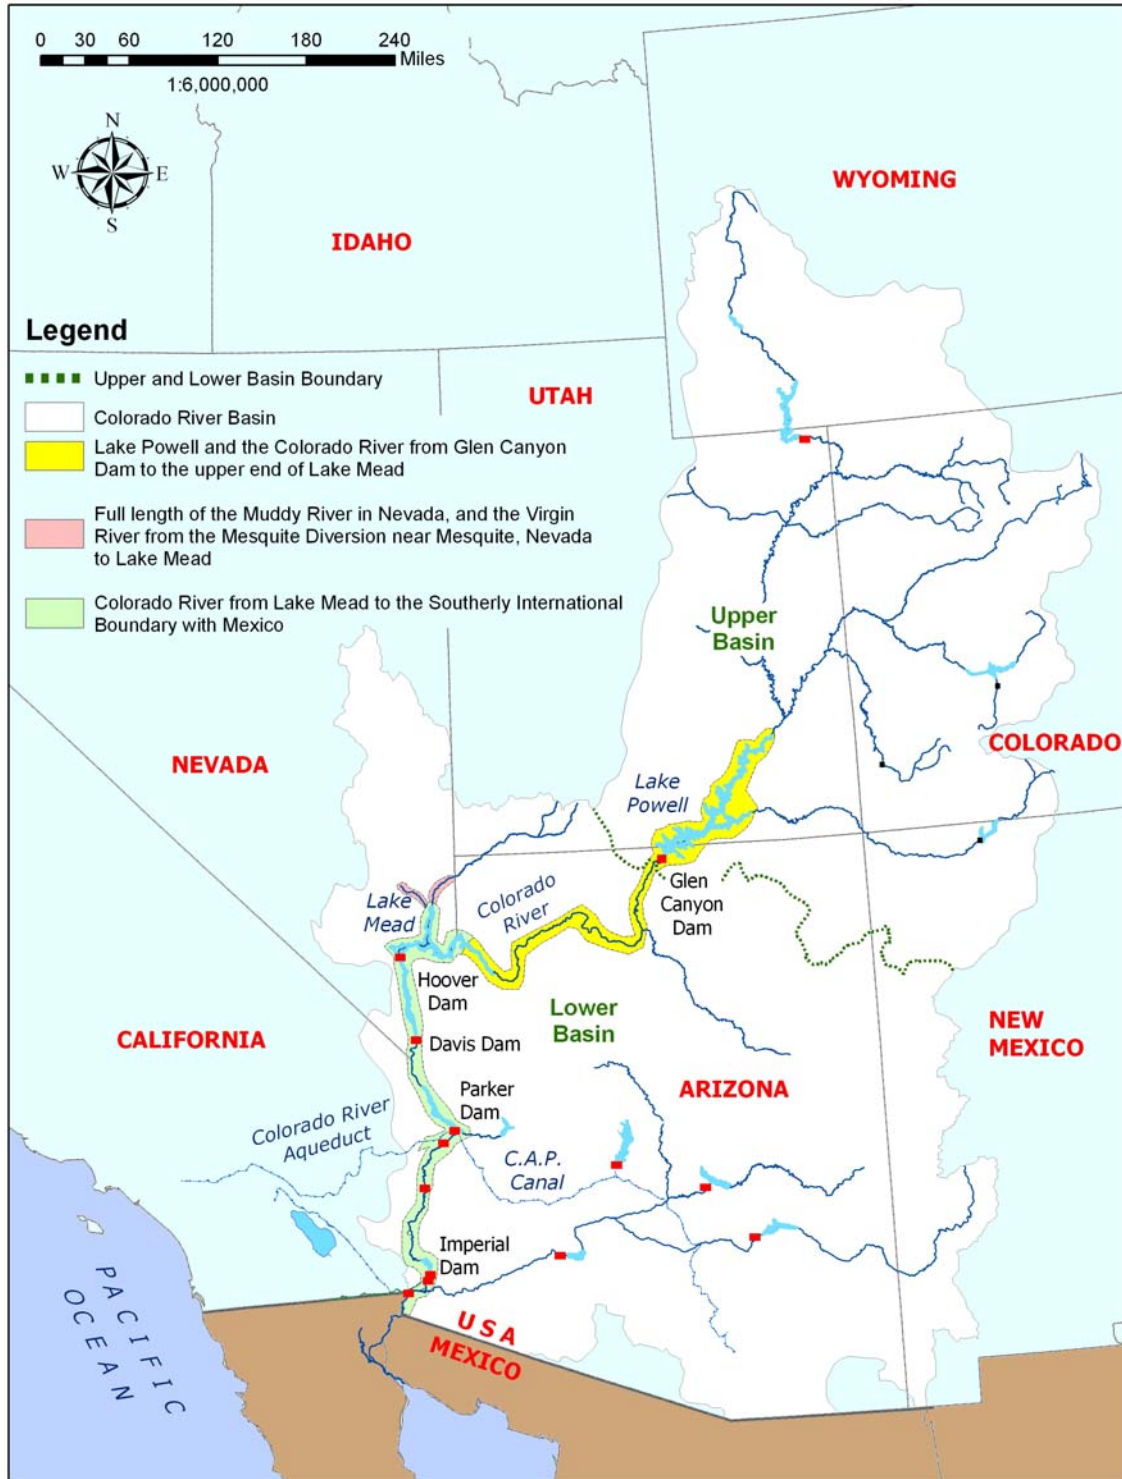 0 30 60 120 180 240
Miles
1:6,000,000
N
W E
S
WYOMING
IDAHO
Legend
Upper and Lower Basin Boundary
UTAH
Colorado River Basin
Lake Powell and the Colorado River from Glen Canyon
Dam to the upper end of Lake Mead
Full length of the Muddy River in Nevada, and the Virgin
River from the Mesquite Diversion near Mesquite, Nevada
to Lake Mead
Colorado River from Lake Mead to the Southerly International
Boundary with Mexico
Upper
Basin
NEVADA
COLORADO
Lake
Powell
Glen
Canyon
Dam
Colorado
River
Lake
Mead
Hoover
Dam
Lower
Basin
CALIFORNIA
NEW
MEXICO
Davis Dam
ARIZONA
Parker
Dam
Colorado River
Aqueduct
C.A.P.
Canal
Imperial
Dam
PACIFIC
OCEAN
USA
MEXICO